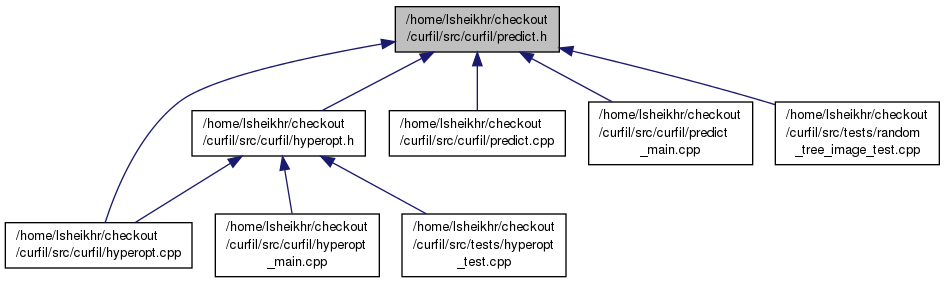 /home/lsheikhr/checkout
/curfil/src/curfil/predict.h
/home/lsheikhr/checkout
/curfil/src/curfil/hyperopt.h
/home/lsheikhr/checkout
/curfil/src/curfil/predict.cpp
/home/lsheikhr/checkout
/curfil/src/curfil/predict
_main.cpp
/home/lsheikhr/checkout
/curfil/src/tests/random
_tree_image_test.cpp
/home/lsheikhr/checkout
/curfil/src/curfil/hyperopt.cpp
/home/lsheikhr/checkout
/curfil/src/curfil/hyperopt
_main.cpp
/home/lsheikhr/checkout
/curfil/src/tests/hyperopt
_test.cpp